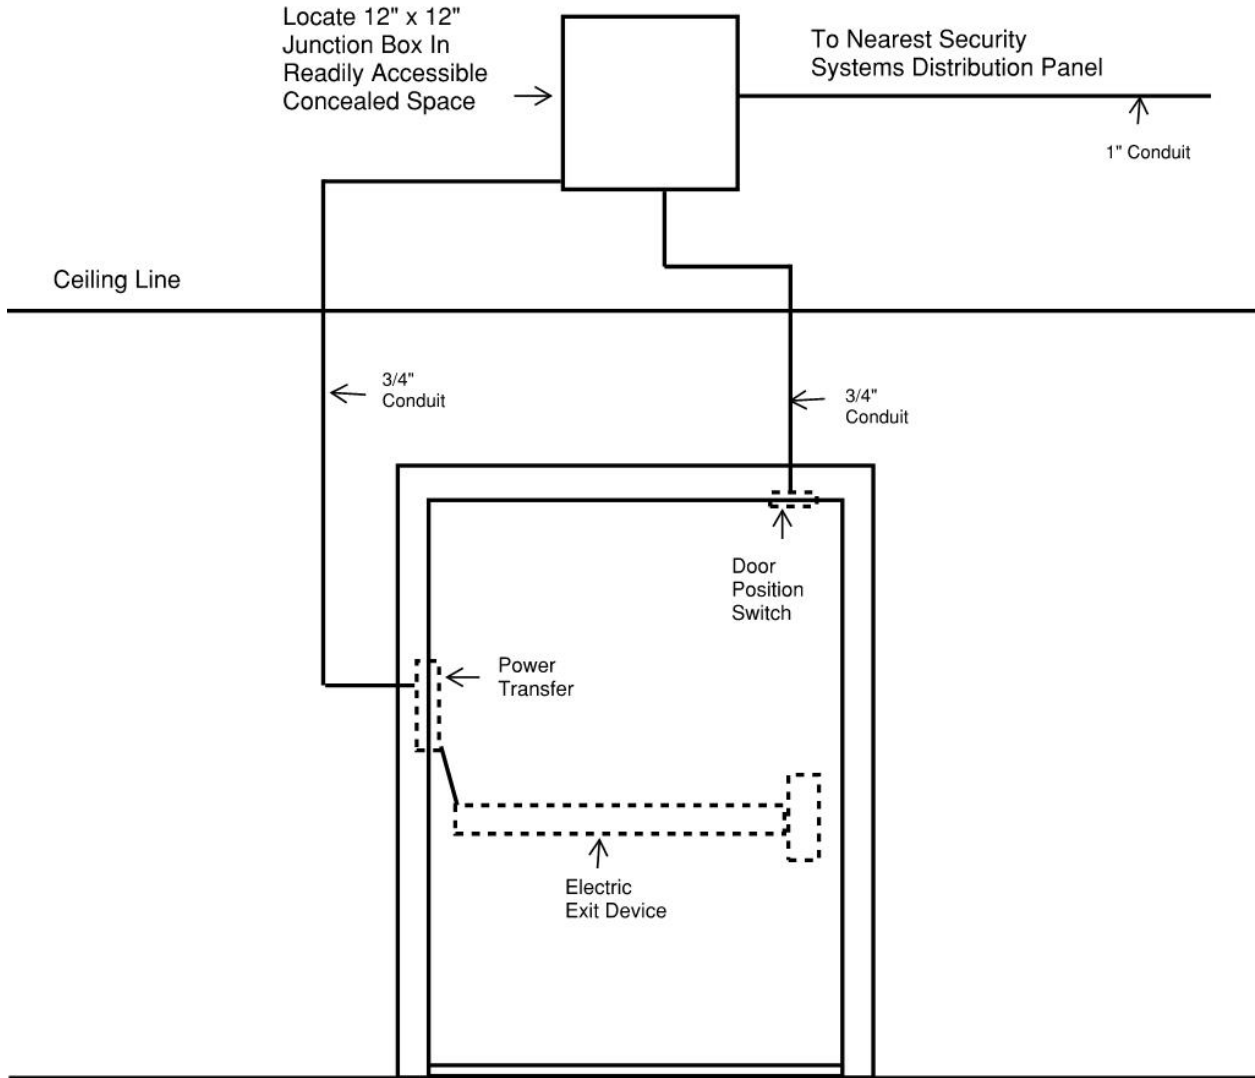 Locate 12" x 12"
Junction Box In
Readily Accessible
Concealed Space
To Nearest Security
Systems Distribution Panel
1" Conduit
Ceiling Line
3/4"
Conduit
3/4"
Conduit
Door
Position
Switch
Power
Transfer
Electric
Exit Device